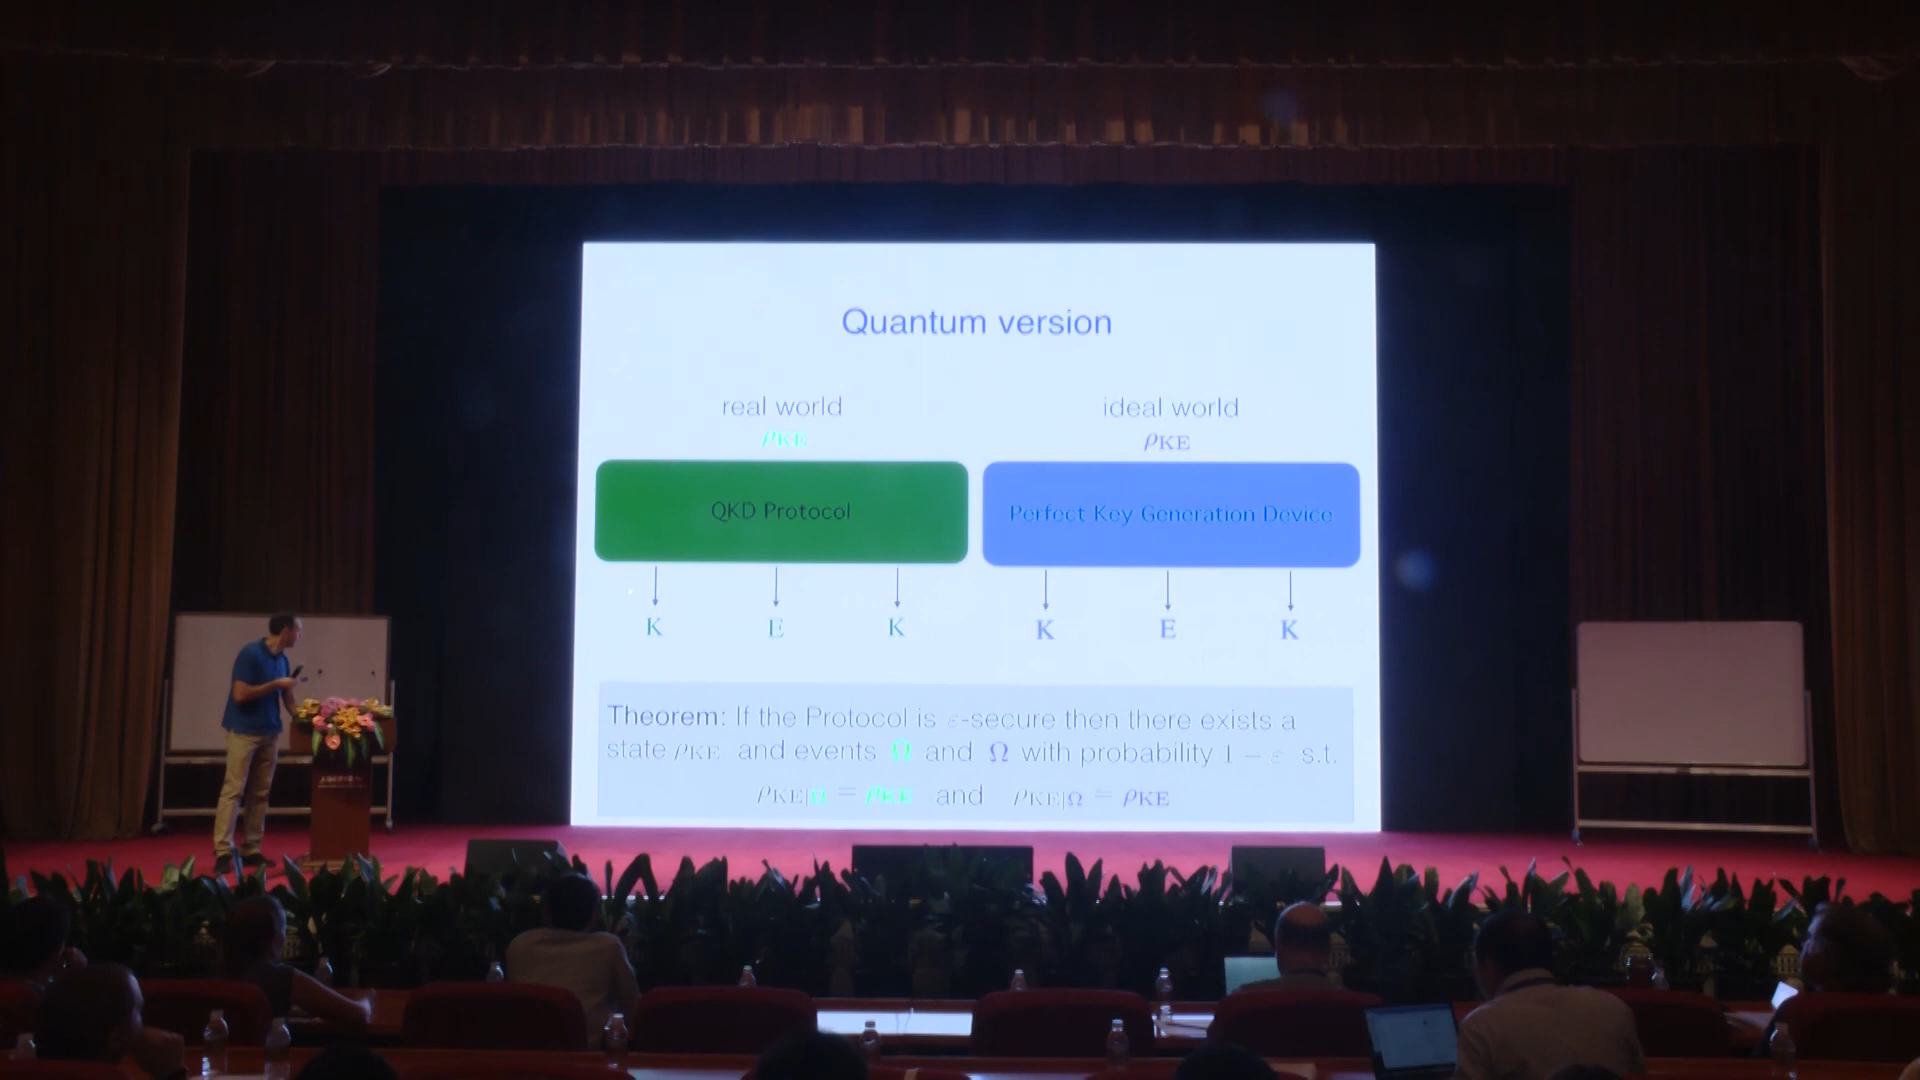 Quantum version
real world ideal world
ρKE ρKE
QKD Protocol Perfect Key Generation Device
K E K K E K
Theorem: If the Protocol is ε-secure then there exists a
state ρKE and events Ω and Ω with probability 1 − ε s.t.
ρKE|Ω = ρKE and ρKE|Ω = ρKE